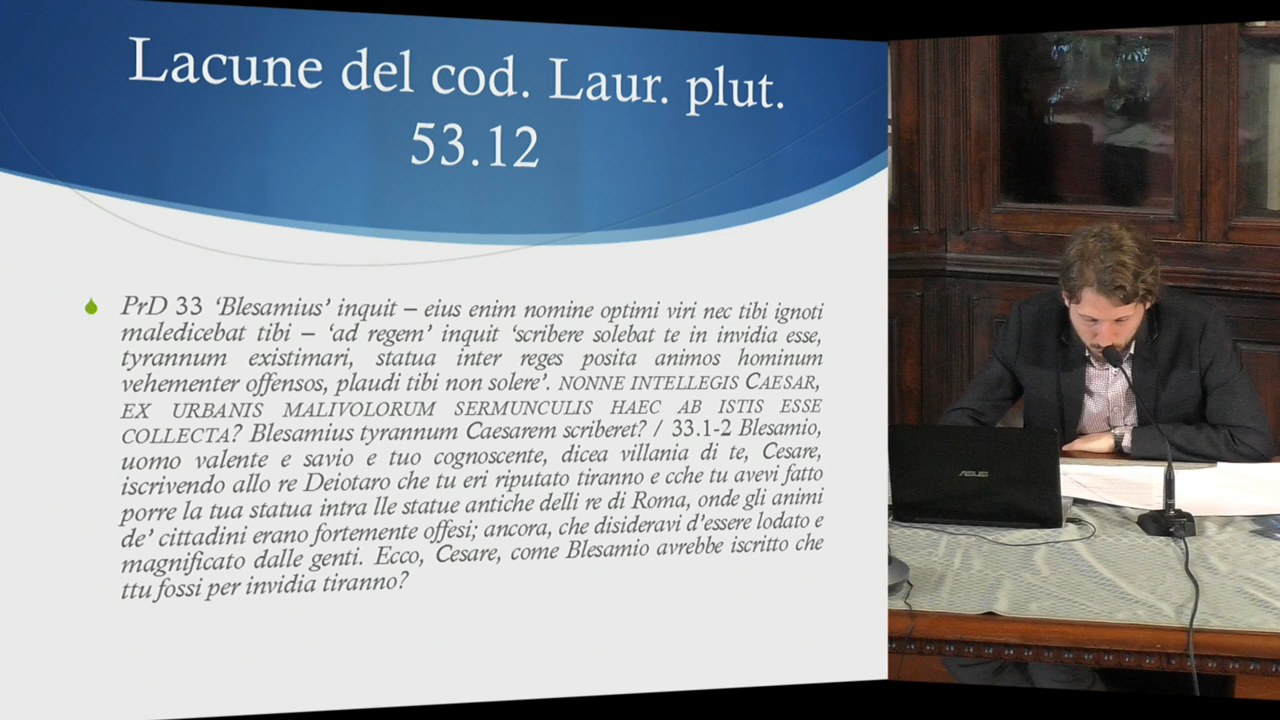 Lacune del cod. Laur. plut.
53.12
PrD 33 ‘Blesamius’ inquit – eius enim nomine optimi viri nec tibi ignoti
maledicebat tibi – ‘ad regem’ inquit ‘scribere solebat te in invidia esse,
tyrannum existimari, statua inter reges posita animos hominum
vehementer offensos, plaudi tibi non solere’. NONNE INTELLEGIS CAESAR,
EX URBANIS MALIVOLORUM SERMUNCULIS HAEC AB ISTIS ESSE
COLLECTA? Blesamius tyrannum Caesarem scriberet? / 33.1-2 Blesamio,
uomo valente e savio e tuo cognoscente, dicea villania di te, Cesare,
iscrivendo allo re Deiotaro che tu eri riputato tiranno e cche tu avevi fatto
porre la tua statua intra lle statue antiche delli re di Roma, onde gli animi
de’ cittadini erano fortemente offesi; ancora, che disideravi d’essere lodato e
magnificato dalle genti. Ecco, Cesare, come Blesamio avrebbe iscritto che
ttu fossi per invidia tiranno?
ASUS